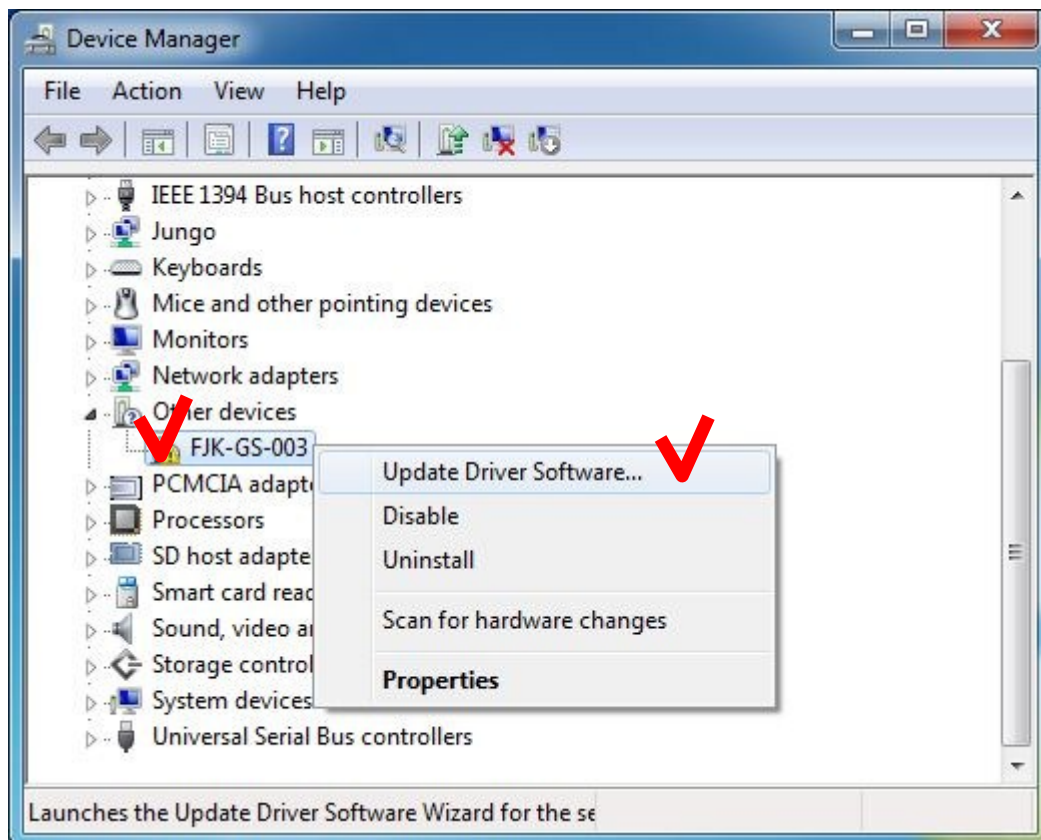 Device Manager
File Action View Help
IEEE 1394 Bus host controllers
Jungo
Keyboards
Mice and other pointing devices
Monitors
Network adapters
Other devices
FJK-GS-003
Update Driver Software...
PCMCIA adapte
Disable
Processors
SD host adapte
Uninstall
Smart card read
Scan for hardware changes
Sound, video a
Storage control
Properties
System devices
Universal Serial Bus controllers
Launches the Update Driver Software Wizard for the se